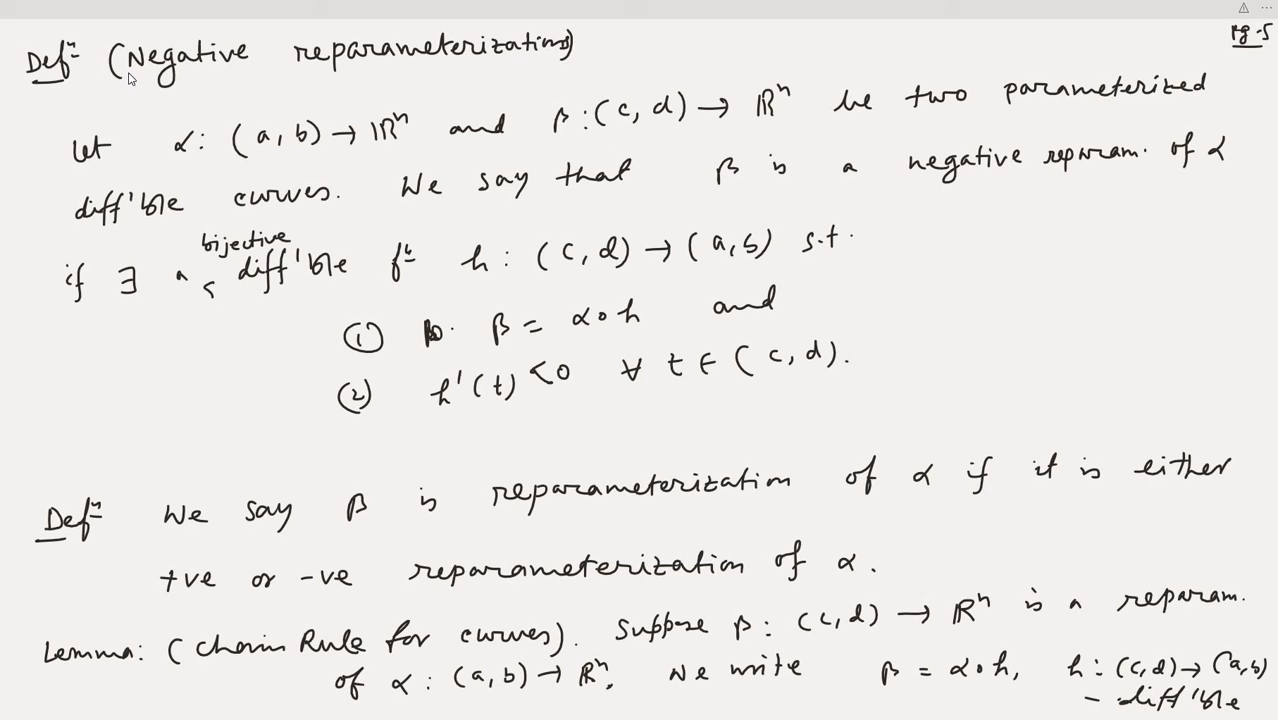 Pg-5
Defⁿ (Negative reparameterizations)
Let α: (a, b) → ℝⁿ and β: (c, d) → ℝⁿ be two parameterized
diff'ble curves. We say that β is a negative reparam. of α
bijective
if ∃ a diff'ble fⁿ h: (c, d) → (a, b) s.t.
① β = α∘h and
② h'(t) <0 ∀ t ∈ (c, d).
Defⁿ We say β is reparameterization of α if it is either
+ve or -ve reparameterization of α.
Lemma: (Chain Rule for curves). Suppose β: (c, d) → ℝⁿ is a reparam.
of α: (a, b) → ℝⁿ. We write β = α∘h, h: (c, d) → (a, b)
- diff'ble